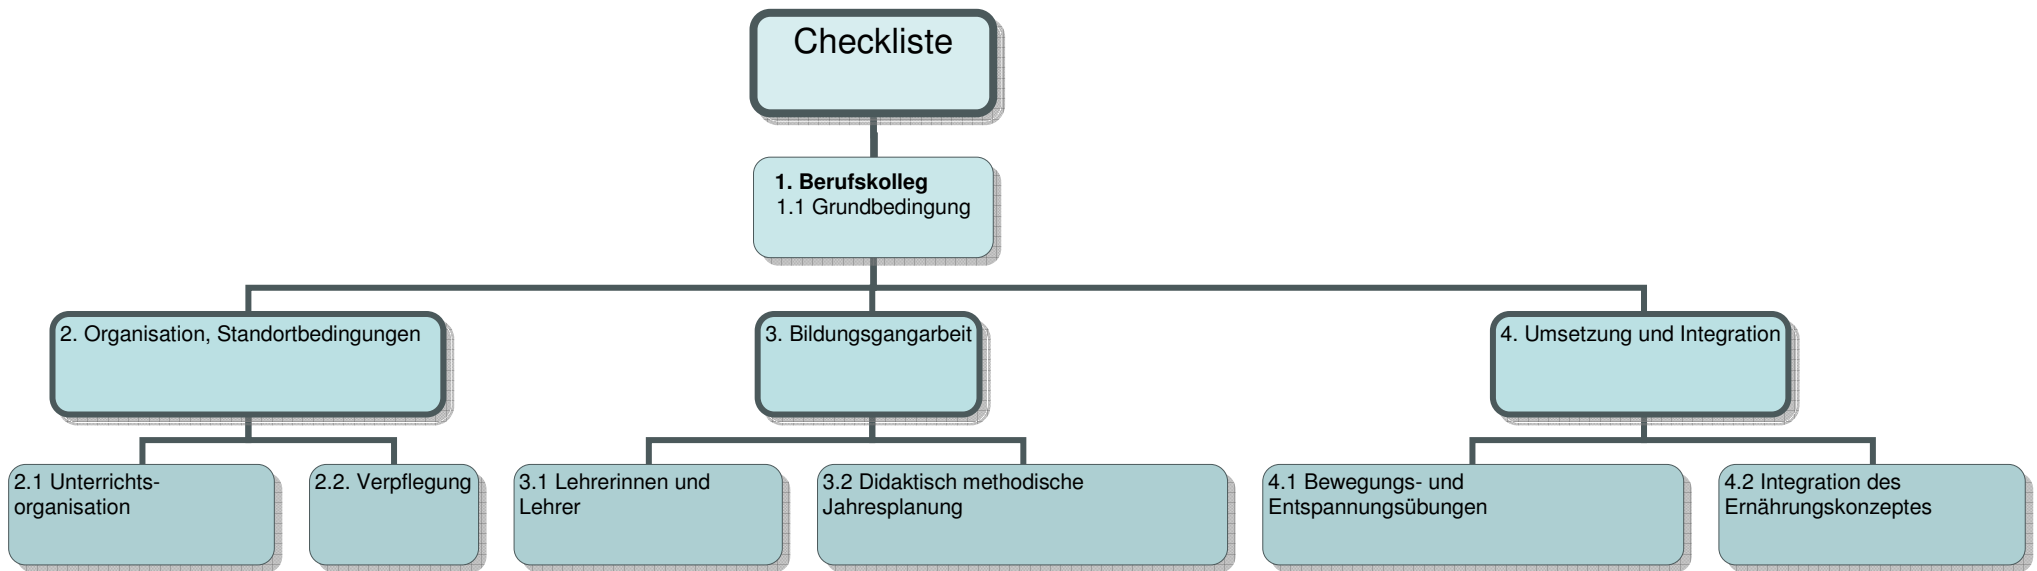 Checkliste
1. Berufskolleg
1.1 Grundbedingung
2. Organisation, Standortbedingungen
3. Bildungsgangarbeit
4. Umsetzung und Integration
2.1 Unterrichts-
organisation
2.2. Verpflegung
3.1 Lehrerinnen und
Lehrer
3.2 Didaktisch methodische
Jahresplanung
4.1 Bewegungs- und
Entspannungsübungen
4.2 Integration des
Ernährungskonzeptes